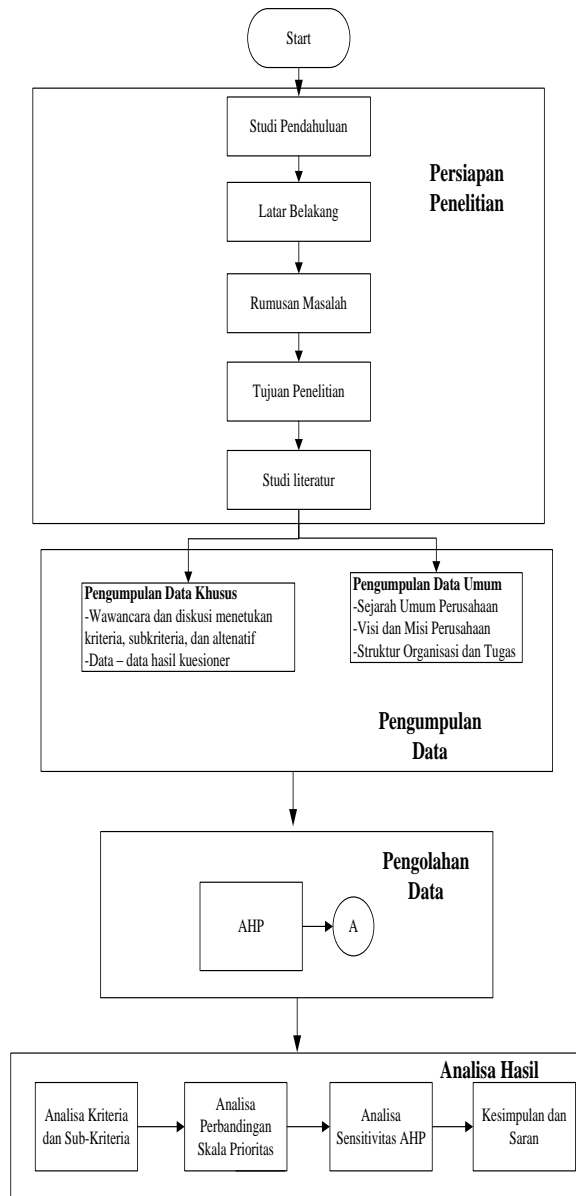 Start
Studi Pendahuluan
Persiapan
Penelitian
Latar Belakang
Rumusan Masalah
Tujuan Penelitian
Studi literatur
Pengumpulan Data Khusus
-Wawancara dan diskusi menetukan
kriteria, subkriteria, dan altenatif
-Data – data hasil kuesioner
Pengumpulan Data Umum
-Sejarah Umum Perusahaan
-Visi dan Misi Perusahaan
-Struktur Organisasi dan Tugas
Pengumpulan
Data
Pengolahan
Data
AHP
A
Analisa Hasil
Analisa Kriteria
dan Sub-Kriteria
Analisa
Perbandingan
Skala Prioritas
Analisa
Sensitivitas AHP
Kesimpulan dan
Saran